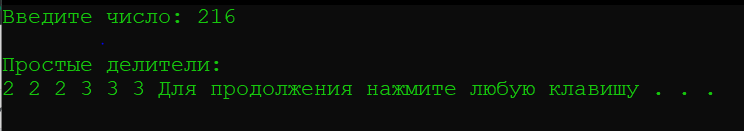 Введите число: 216
Простые делители:
2 2 2 3 3 3 Для продолжения нажмите любую клавишу . . .